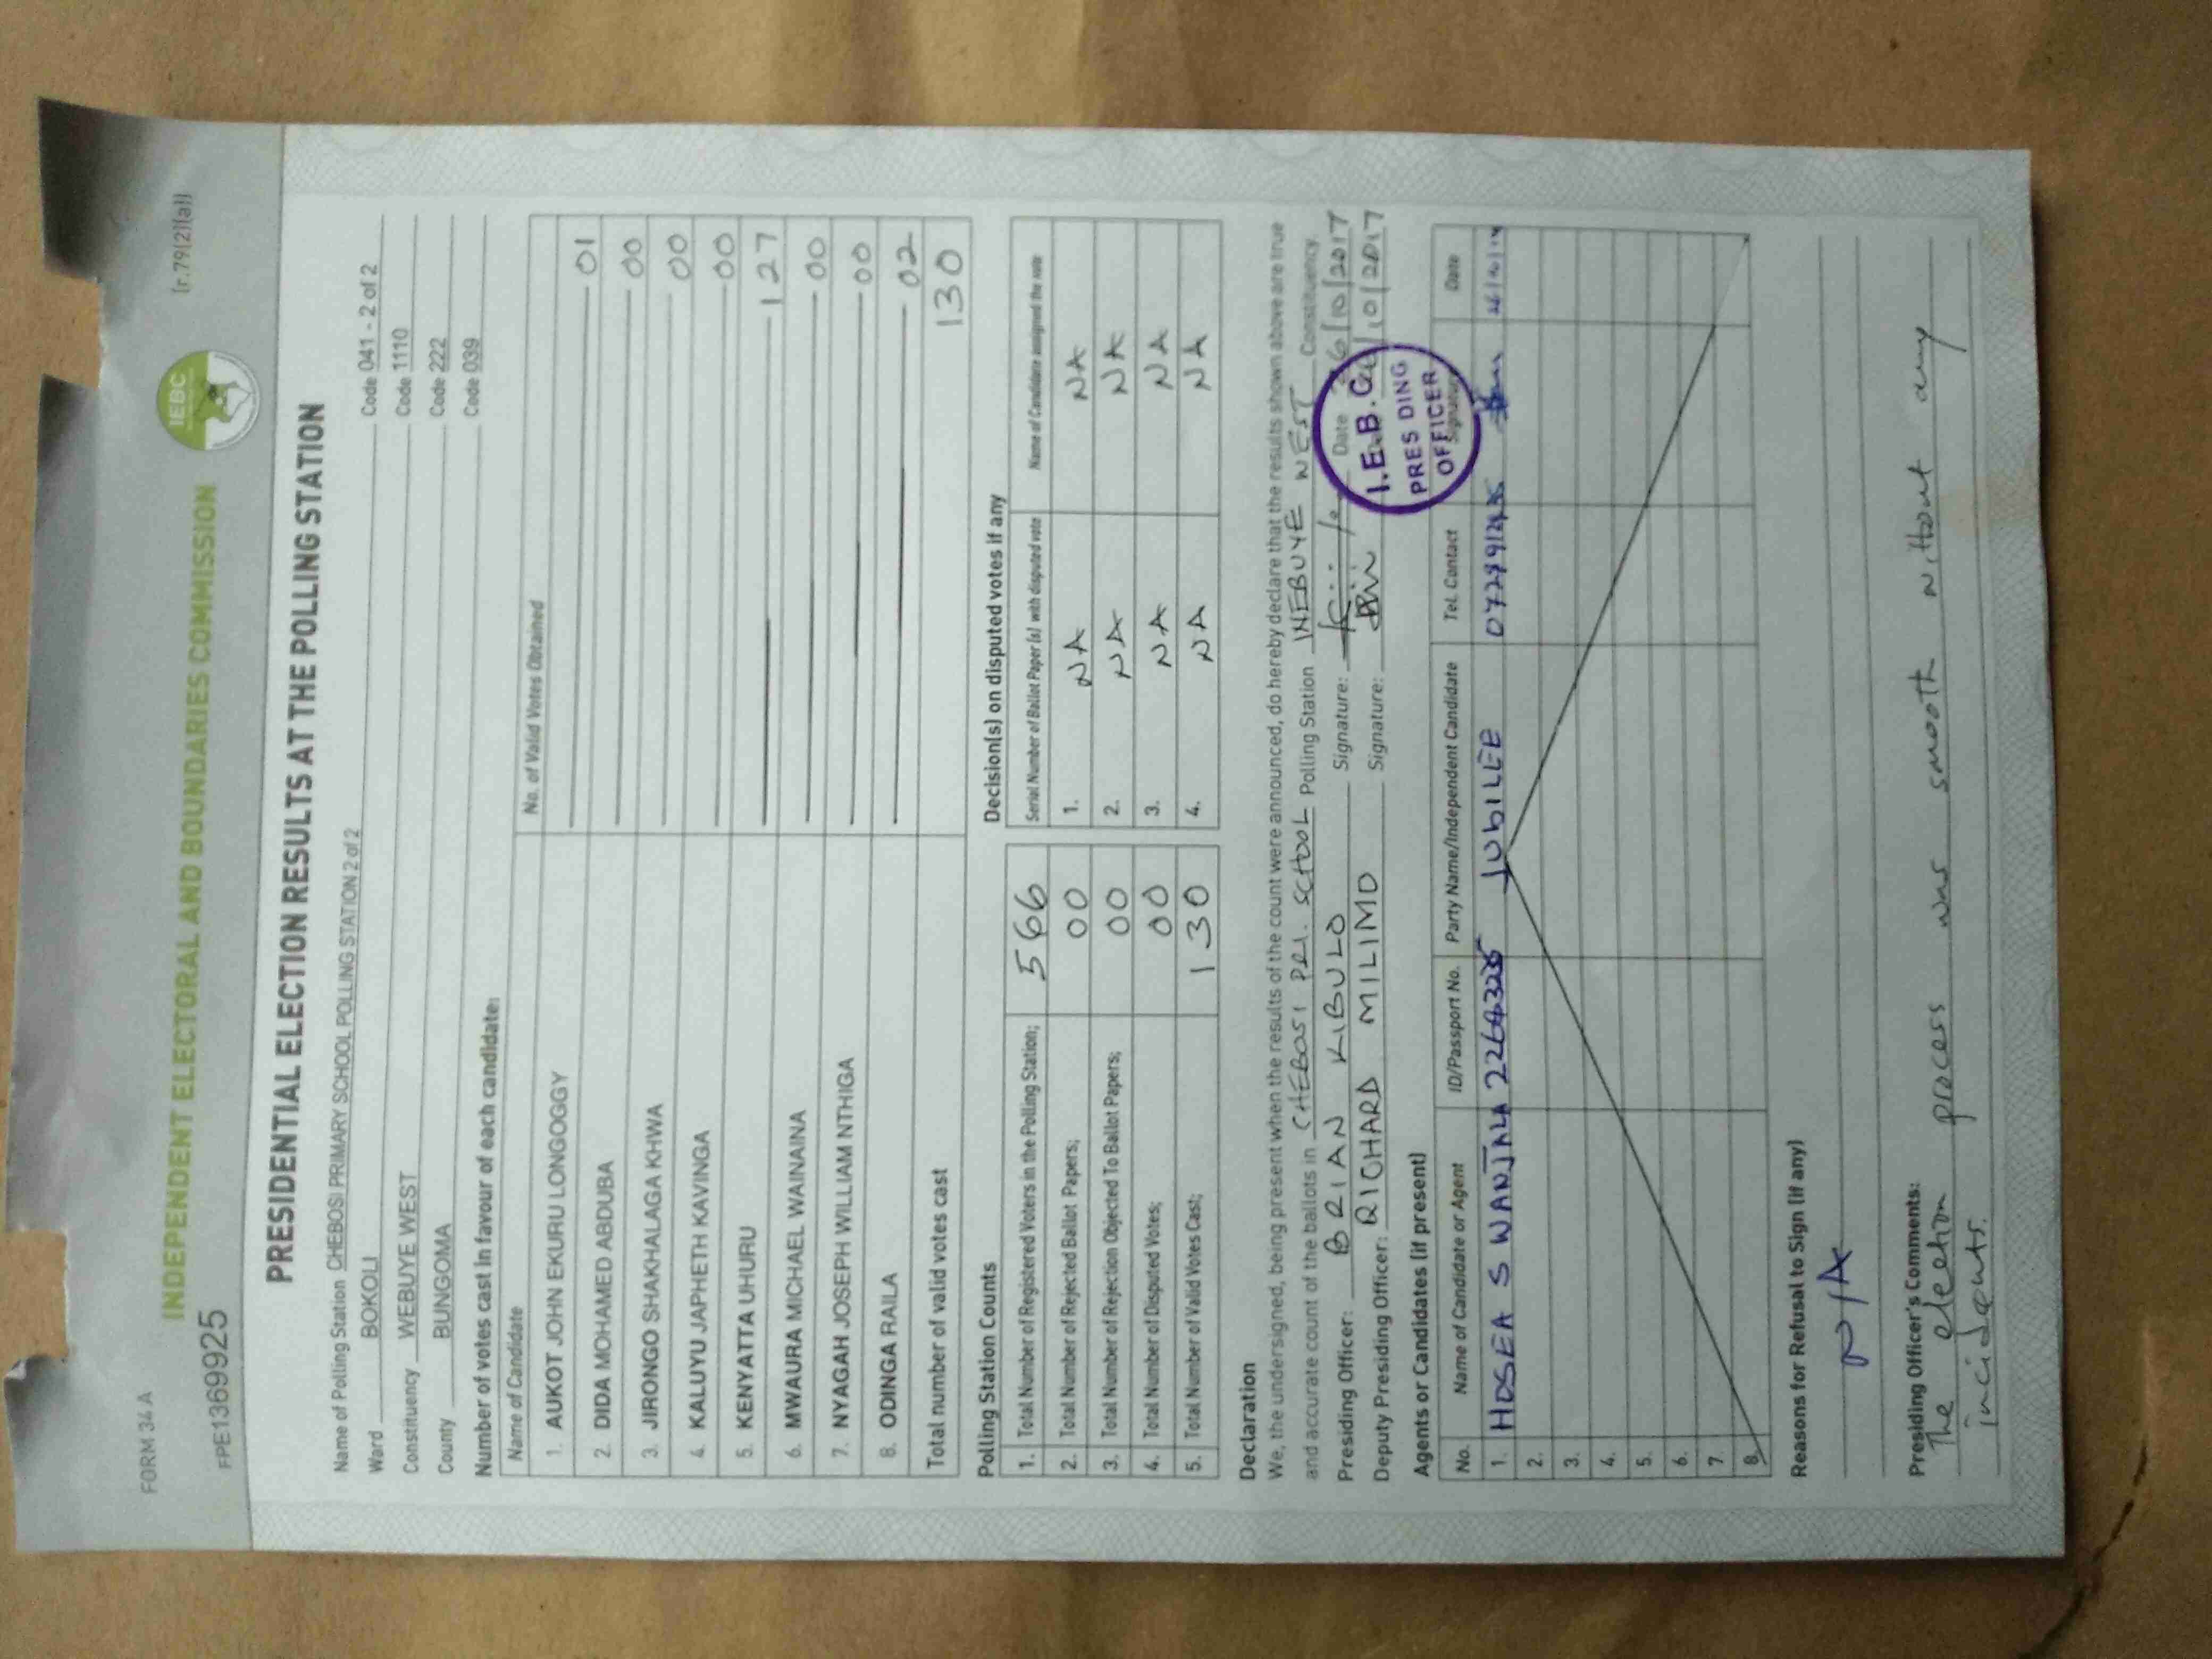 FORM 34 A
(r.79(2)(a))
FPE1369925
INDEPENDENT ELECTORAL AND BOUNDARIES COMMISSION
IEBC
PRESIDENTIAL ELECTION RESULTS AT THE POLLING STATION
Name of Polling Station CHEBOSI PRIMARY SCHOOL POLLING STATION 2 of 2 Code 041 - 2 of 2
Ward BOKOLI Code 1110
Constituency WEBUYE WEST Code 222
County BUNGOMA Code 039
Number of votes cast in favour of each candidate:
Name of Candidate No. of Valid Votes Obtained
1. AUKOT JOHN EKURU LONGOGGY 01
2. DIDA MOHAMED ABDUBA 00
3. JIRONGO SHAKHALAGA KHWA 00
4. KALUYU JAPHETH KAVINGA 00
5. KENYATTA UHURU 127
6. MWAURA MICHAEL WAINAINA 00
7. NYAGAH JOSEPH WILLIAM NTHIGA 00
8. ODINGA RAILA 02
Total number of valid votes cast 130
Polling Station Counts
1. Total Number of Registered Voters in the Polling Station; 566
2. Total Number of Rejected Ballot Papers; 00
3. Total Number of Rejection Objected To Ballot Papers; 00
4. Total Number of Disputed Votes; 00
5. Total Number of Valid Votes Cast; 130
Decision(s) on disputed votes if any
Serial Number of Ballot Paper (s) with disputed vote Name of Candidate assigned the vote
1. NA NA
2. NA NA
3. NA NA
4. NA NA
Declaration
We, the undersigned, being present when the results of the count were announced, do hereby declare that the results shown above are true
and accurate count of the ballots in CHEBOSI PRI. SCHOOL Polling Station WEBUYE WEST Constituency.
Presiding Officer: BRIAN KIBULO Signature: Date 26/10/2017
Deputy Presiding Officer: RICHARD MILIMO Signature: /10/2017
I.E.B.C
PRES DING
OFFICER
Agents or Candidates (if present)
No. Name of Candidate or Agent ID/Passport No. Party Name/Independent Candidate Tel. Contact Signature Date
1. HOSEA S WANJALA JUBILEE
2.
3.
4.
5.
6.
7.
8.
Reasons for Refusal to Sign (if any)
N/A
Presiding Officer's Comments:
The election process was smooth without any
incidents.